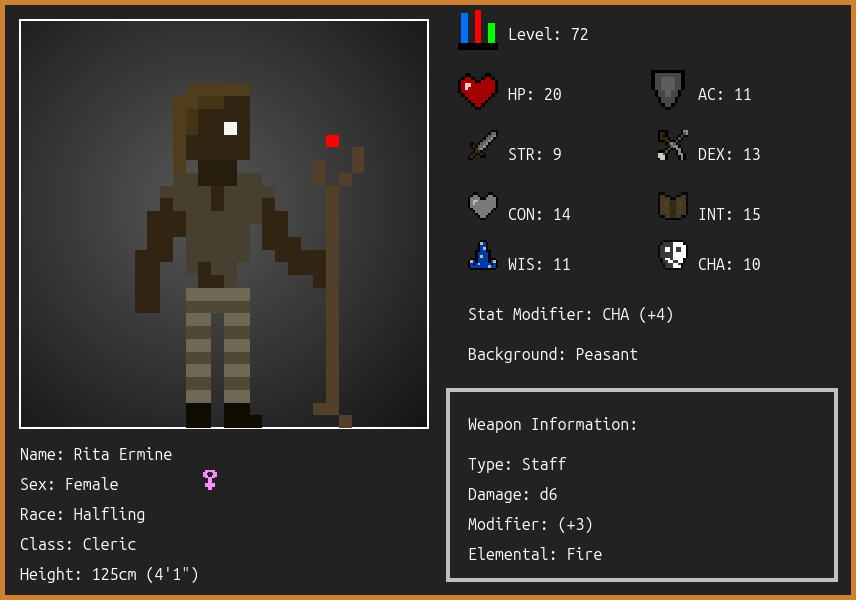 Level: 72
HP: 20
AC: 11
STR: 9
DEX: 13
CON: 14
INT: 15
WIS: 11
CHA: 10
Stat Modifier: CHA (+4)
Background: Peasant
Weapon Information:
Type: Staff
Damage: d6
Modifier: (+3)
Elemental: Fire
Name: Rita Ermine
Sex: Female
Race: Halfling
Class: Cleric
Height: 125cm (4'1")